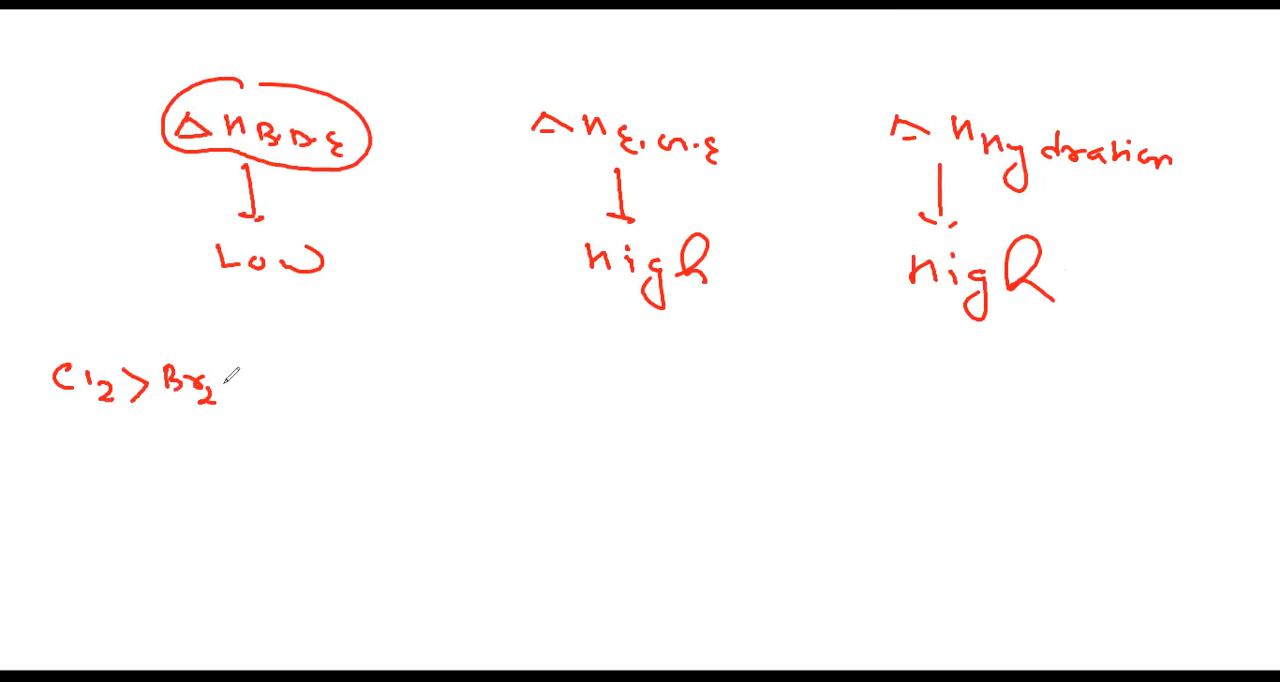 ΔH B.D.E ΔH E.G.E ΔH Hydration
Low High High
Cl2 > Br2